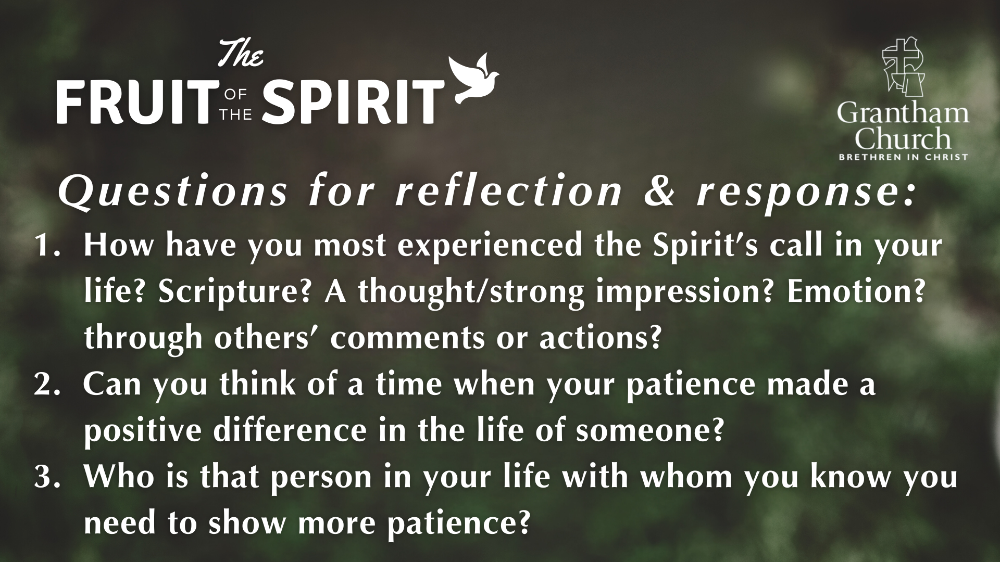 The
FRUIT OF THE SPIRIT
Grantham
Church
BRETHREN IN CHRIST
Questions for reflection & response:
1. How have you most experienced the Spirit’s call in your
life? Scripture? A thought/strong impression? Emotion?
through others’ comments or actions?
2. Can you think of a time when your patience made a
positive difference in the life of someone?
3. Who is that person in your life with whom you know you
need to show more patience?